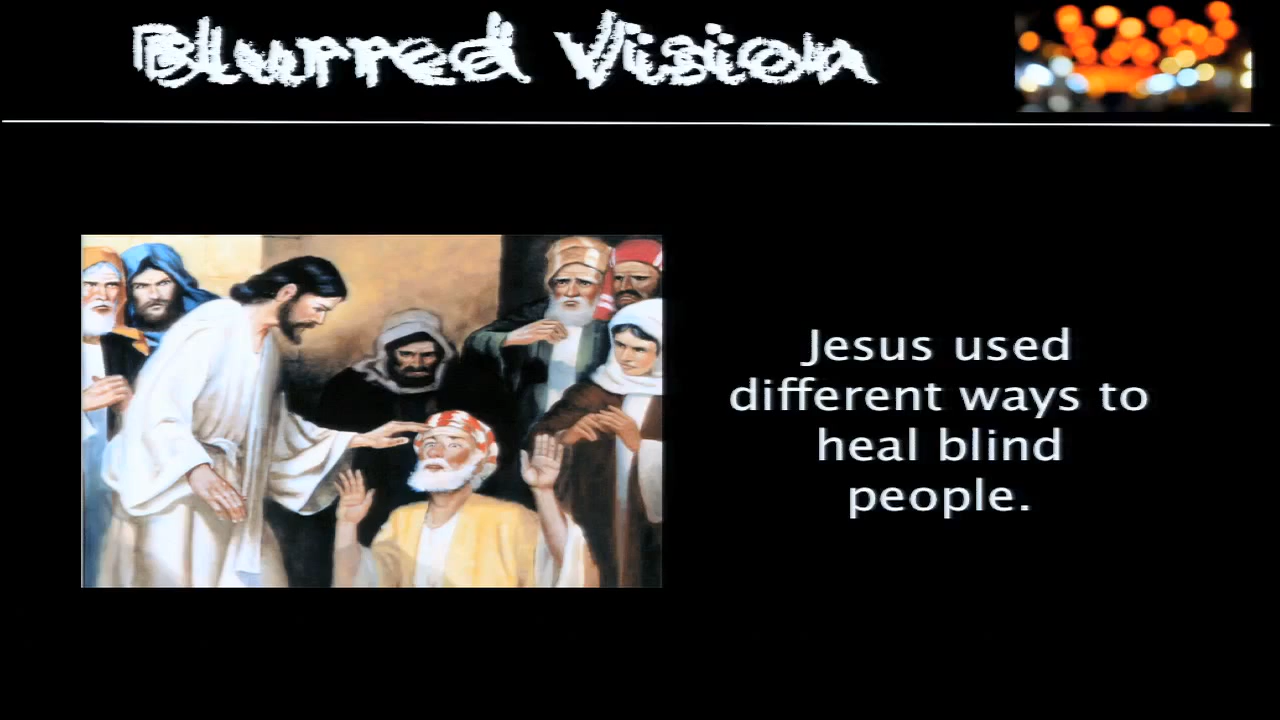 Blurred Vision
Jesus used
different ways to
heal blind
people.